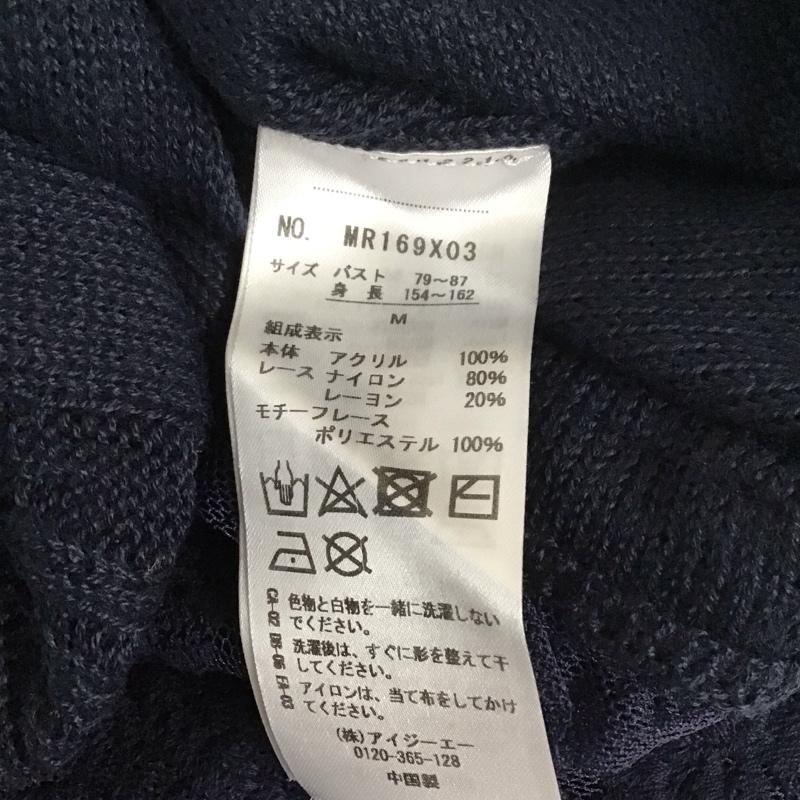 NO. MR169X03
サイズ バスト 79～87
身 長 154～162
M
組成表示
本体 アクリル 100%
レース ナイロン 80%
レーヨン 20%
モチーフレース
ポリエステル 100%
色物と白物を一緒に洗濯しない
でください。
洗濯後は、すぐに形を整えて干
してください。
アイロンは、当て布をしてかけ
てください。
(株)アイジーエー
0120-365-128
中国製